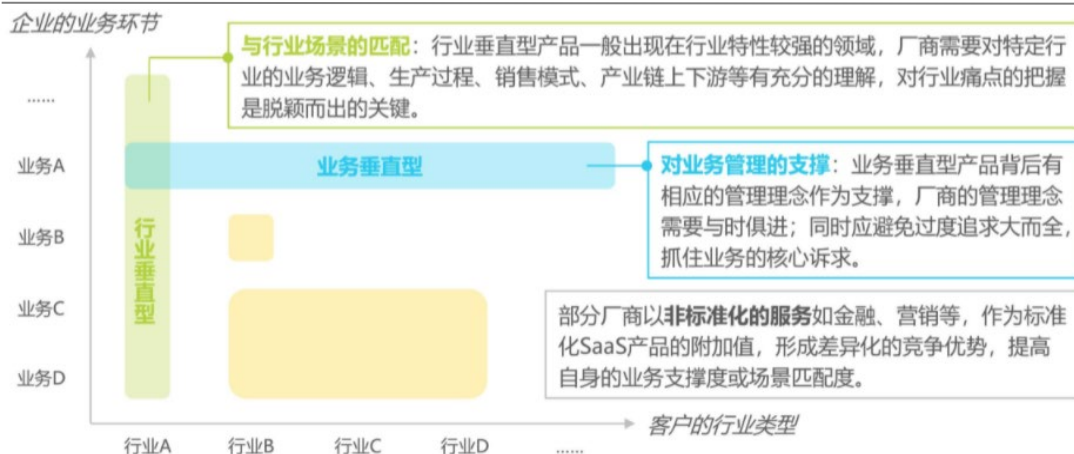 企业的业务环节
与行业场景的匹配：行业垂直型产品一般出现在行业特性较强的领域，厂商需要对特定行
业的业务逻辑、生产过程、销售模式、产业链上下游等有充分的理解，对行业痛点的把握
是脱颖而出的关键。
……
业务A
业务垂直型
对业务管理的支撑：业务垂直型产品背后有
相应的管理理念作为支撑，厂商的管理理念
需要与时俱进；同时应避免过度追求大而全，
抓住业务的核心诉求。
业务B
行业垂直型
业务C
部分厂商以非标准化的服务如金融、营销等，作为标准
化SaaS产品的附加值，形成差异化的竞争优势，提高
自身的业务支撑度或场景匹配度。
业务D
客户的行业类型
行业A
行业B
行业C
行业D
……